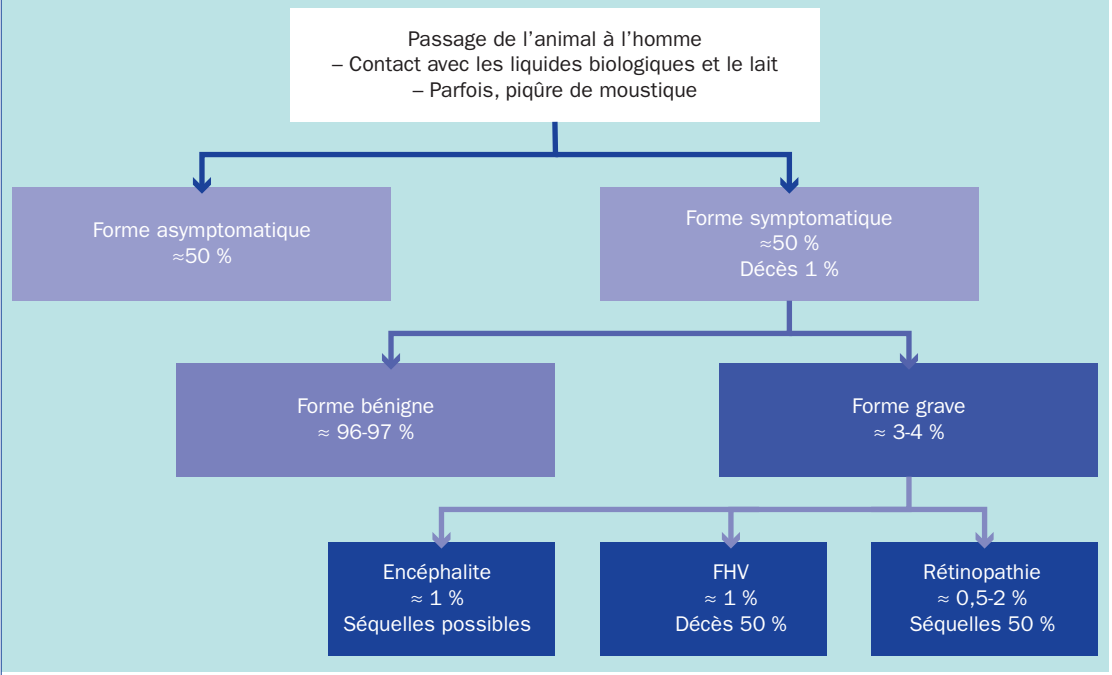 Passage de l’animal à l’homme
– Contact avec les liquides biologiques et le lait
– Parfois, piqûre de moustique
Forme asymptomatique
≈50 %
Forme symptomatique
≈50 %
Décès 1 %
Forme bénigne
≈ 96-97 %
Forme grave
≈ 3-4 %
Encéphalite
≈ 1 %
Séquelles possibles
FHV
≈ 1 %
Décès 50 %
Rétinopathie
≈ 0,5-2 %
Séquelles 50 %